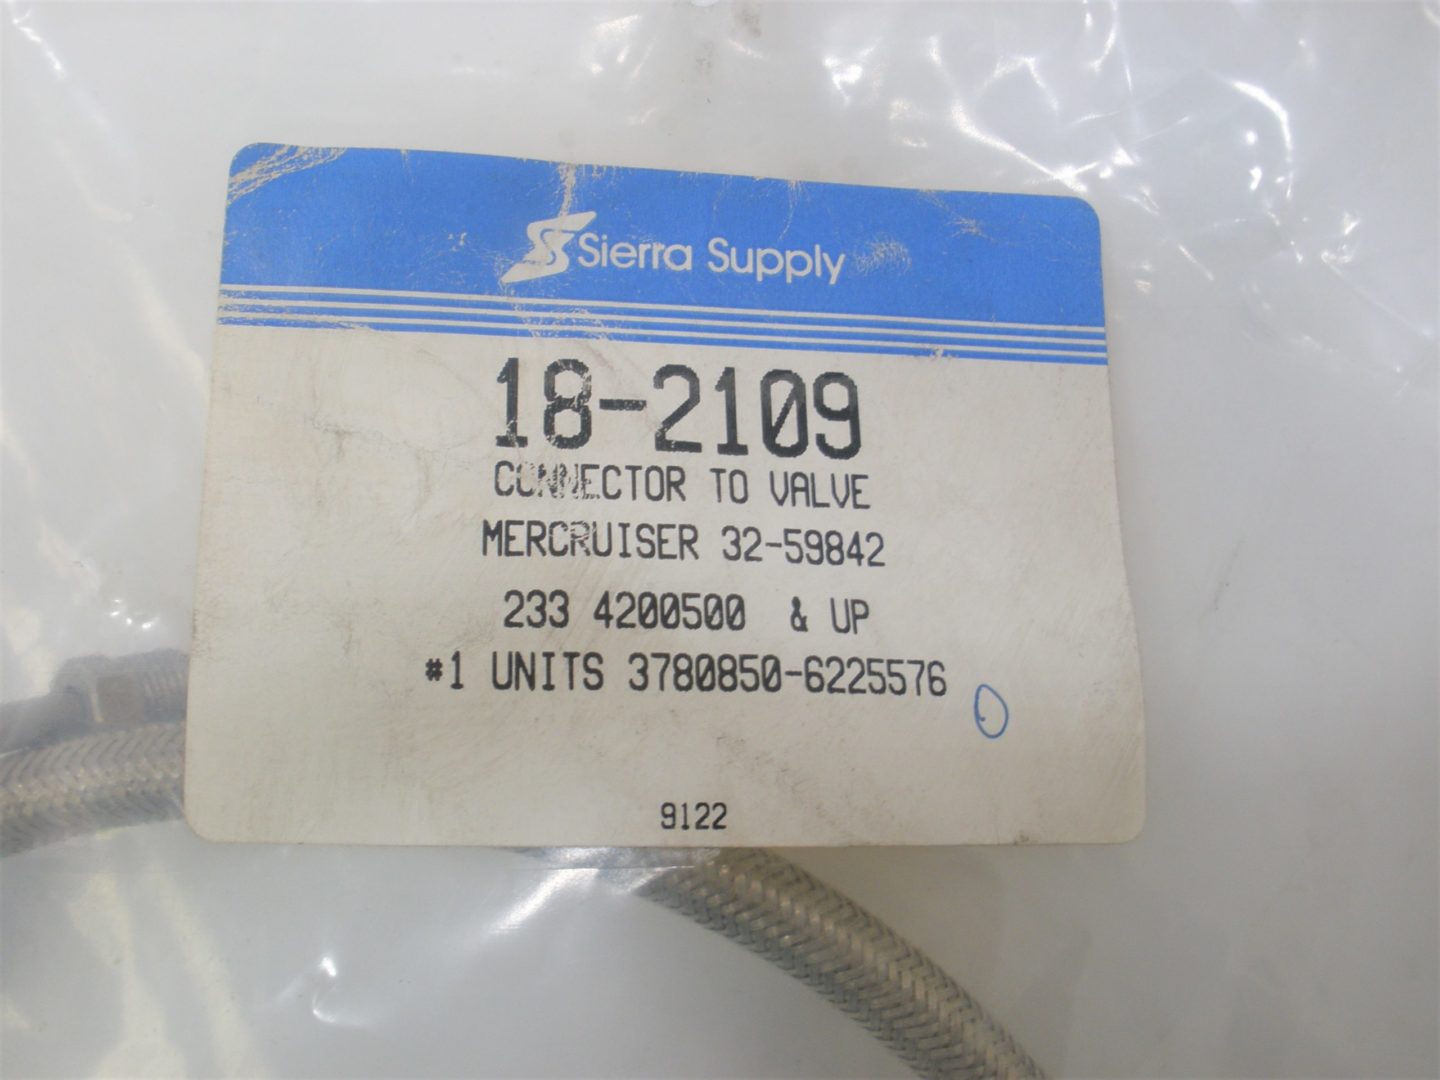 Sierra Supply
18-2109
CONNECTOR TO VALVE
MERCRUISER 32-59842
233 4200500 & UP
#1 UNITS 3780850-6225576
9122